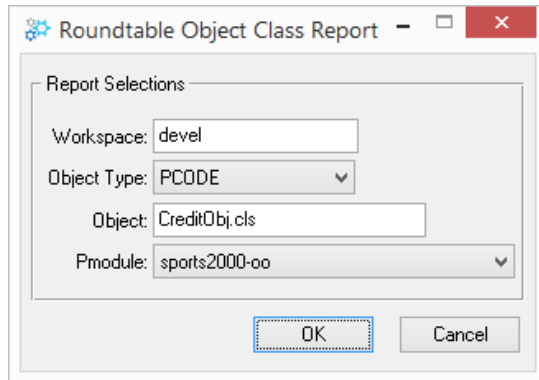 Roundtable Object Class Report
Report Selections
Workspace: devel
Object Type: PCODE
Object: CreditObj.cls
Pmodule: sports2000-oo
OK Cancel